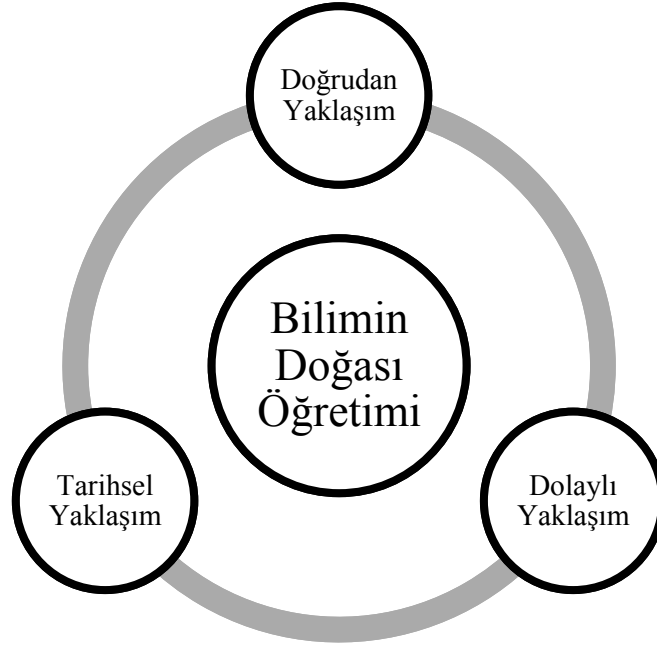 Doğrudan
Yaklaşım
Bilimin
Doğası
Öğretimi
Tarihsel
Yaklaşım
Dolaylı
Yaklaşım